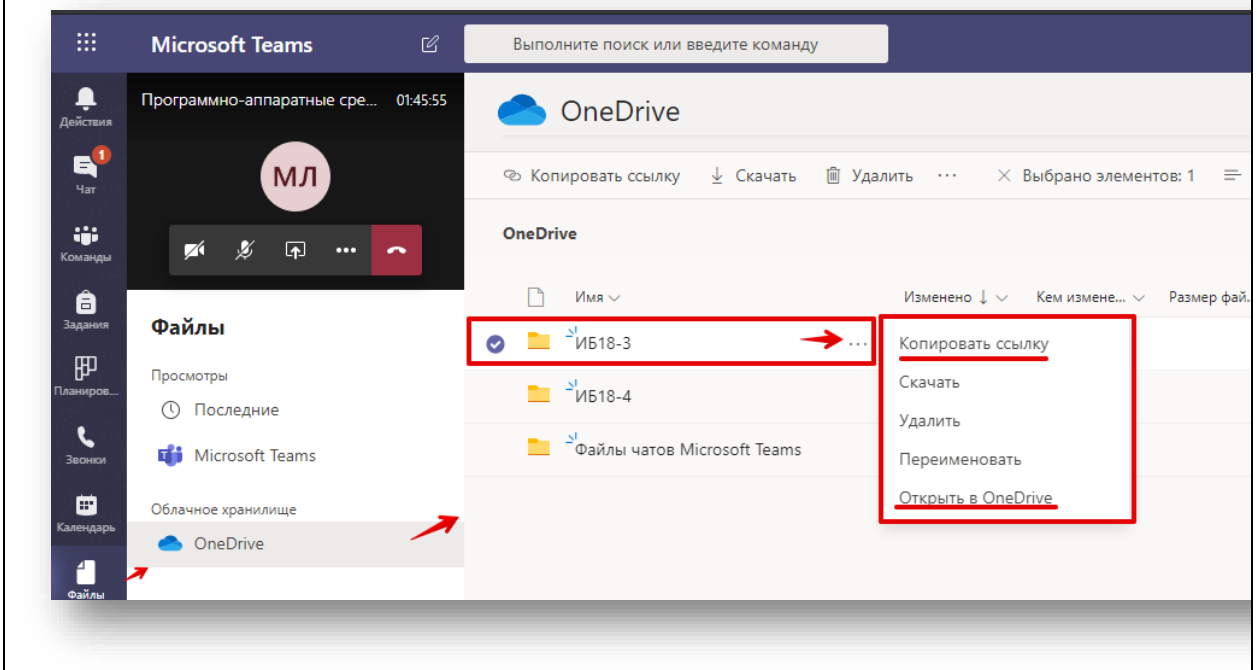 Microsoft Teams
Выполните поиск или введите команду
Действия
1
Чат
Команды
Задания
Планиров...
Звонки
Календарь
Файлы
Программно-аппаратные сре... 01:45:55
МЛ
Файлы
Просмотры
Последние
Microsoft Teams
Облачное хранилище
OneDrive
OneDrive
Копировать ссылку Скачать Удалить ... Выбрано элементов: 1
OneDrive
Имя Изменено Кем измене... Размер фай...
ИБ18-3 ...
ИБ18-4
Файлы чатов Microsoft Teams
Копировать ссылку
Скачать
Удалить
Переименовать
Открыть в OneDrive